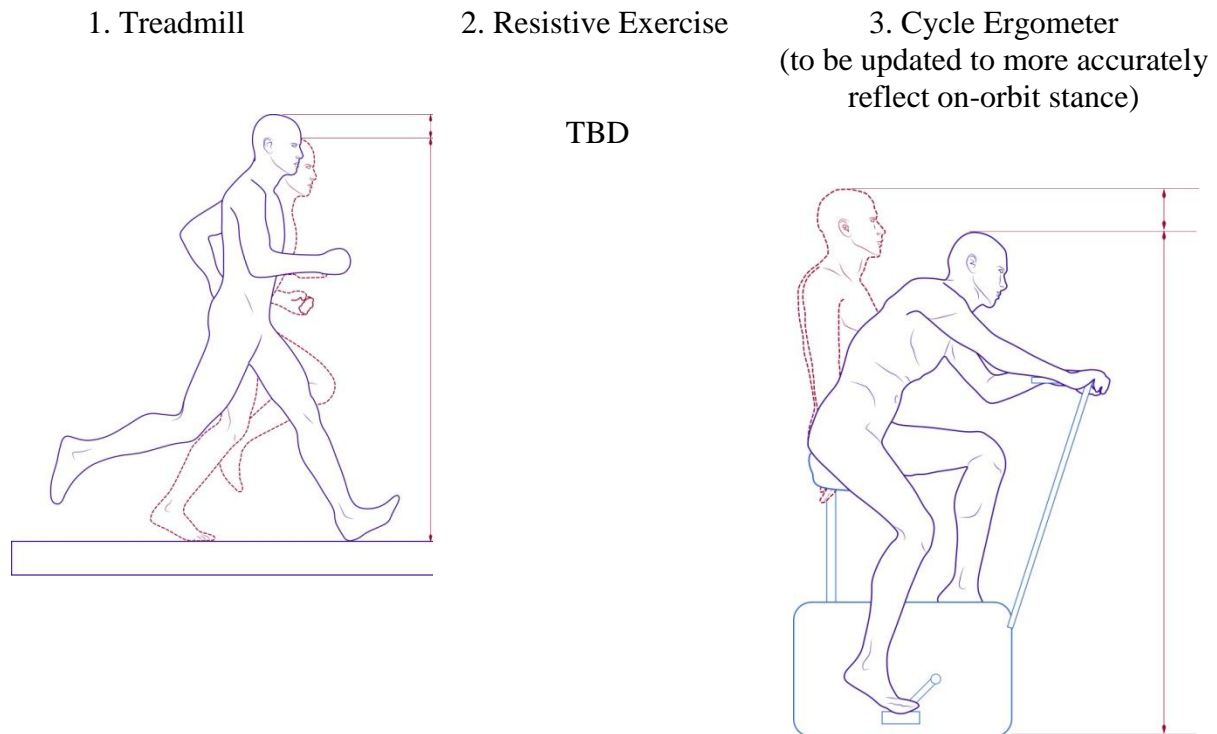 1. Treadmill
2. Resistive Exercise
3. Cycle Ergometer
(to be updated to more accurately
reflect on-orbit stance)
TBD